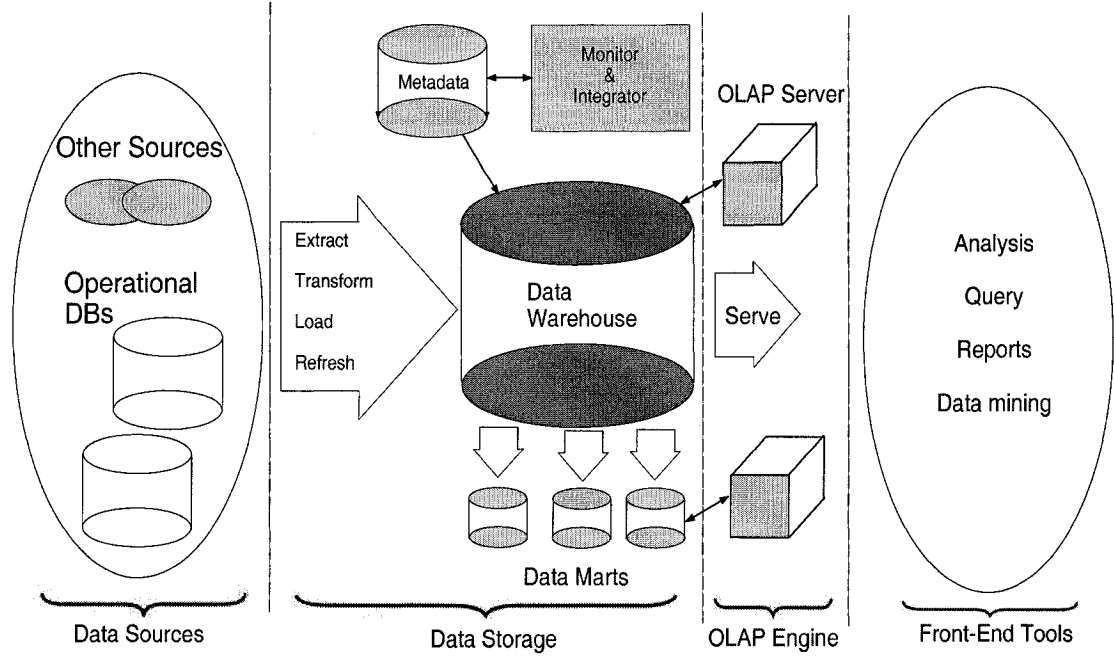 Metadata
Monitor
&
Integrator
OLAP Server
Other Sources
Operational
DBs
Extract
Transform
Load
Refresh
Data
Warehouse
Serve
Analysis
Query
Reports
Data mining
Data Marts
Data Sources
Data Storage
OLAP Engine
Front-End Tools